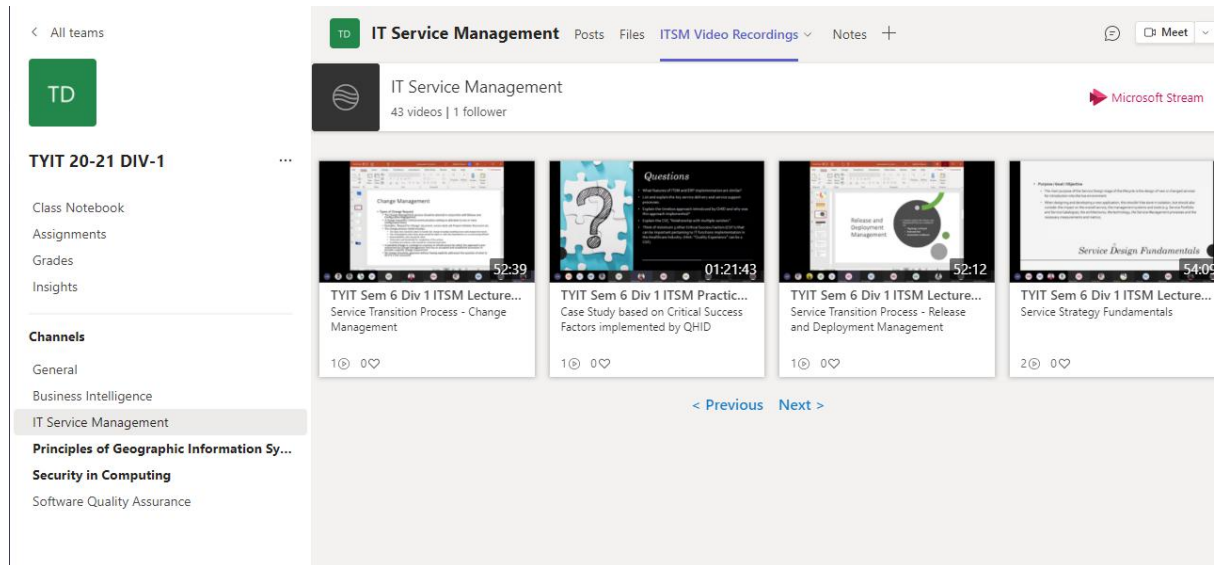 All teams
TD
TYIT 20-21 DIV-1
...
Class Notebook
Assignments
Grades
Insights
Channels
General
Business Intelligence
IT Service Management
Principles of Geographic Information Sy...
Security in Computing
Software Quality Assurance
TD IT Service Management Posts Files ITSM Video Recordings Notes + Meet
IT Service Management
43 videos | 1 follower
Microsoft Stream
Change Management
52:39
TYIT Sem 6 Div 1 ITSM Lecture...
Service Transition Process - Change
Management
1 0
Questions
01:21:43
TYIT Sem 6 Div 1 ITSM Practic...
Case Study based on Critical Success
Factors implemented by QHID
1 0
Release and
Deployment
Management
52:12
TYIT Sem 6 Div 1 ITSM Lecture...
Service Transition Process - Release
and Deployment Management
1 0
Service Design Fundamentals
54:09
TYIT Sem 6 Div 1 ITSM Lecture...
Service Strategy Fundamentals
2 0
< Previous Next >